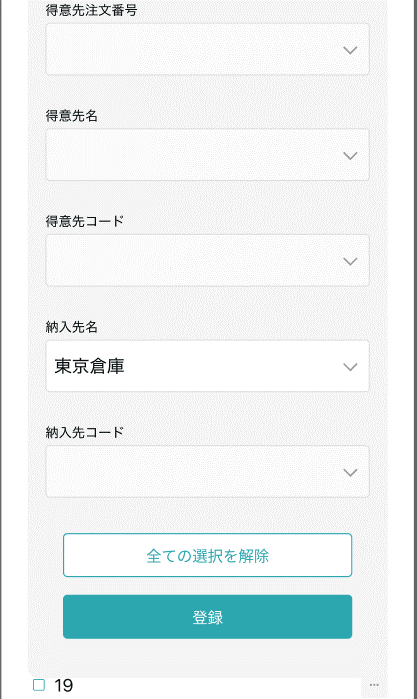 得意先注文番号
得意先名
得意先コード
納入先名
東京倉庫
納入先コード
全ての選択を解除
登録
19
...